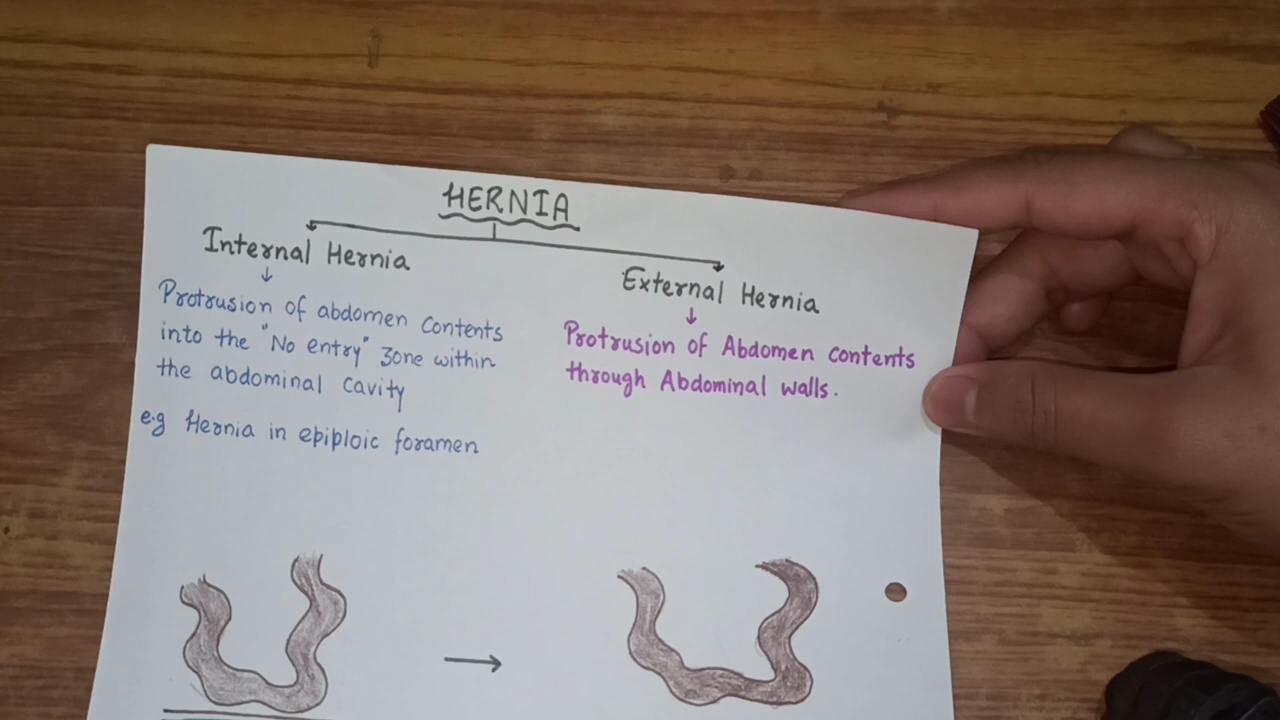 HERNIA
Internal Hernia
Protrusion of abdomen contents
into the "No entry" zone within
the abdominal cavity
e.g Hernia in epiploic foramen
External Hernia
Protrusion of Abdomen contents
through Abdominal walls.